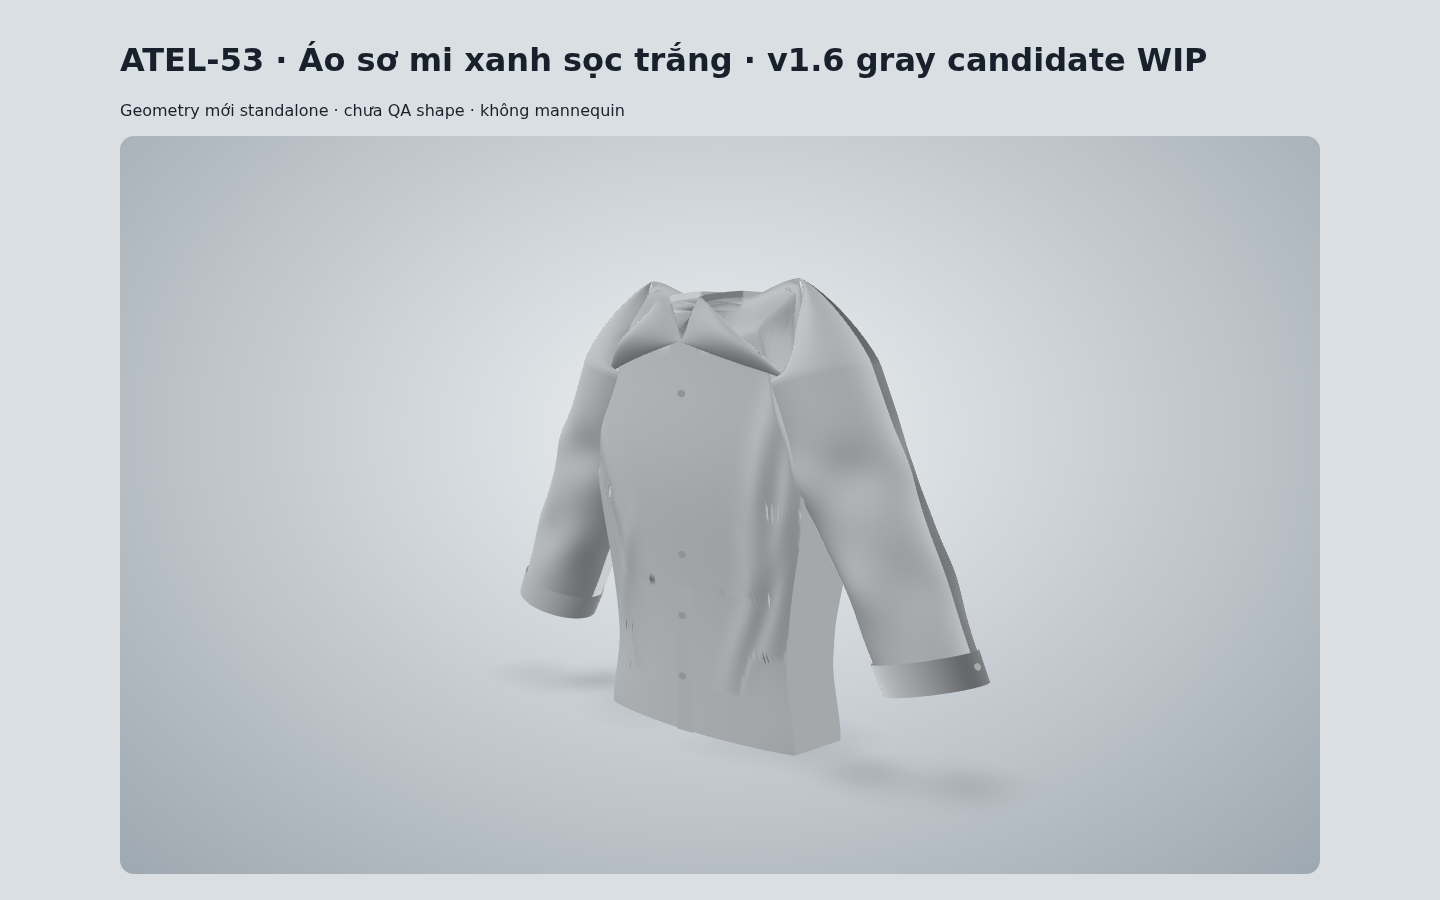 ATEL-53 · Áo sơ mi xanh sọc trắng · v1.6 gray candidate WIP
Geometry mới standalone · chưa QA shape · không mannequin